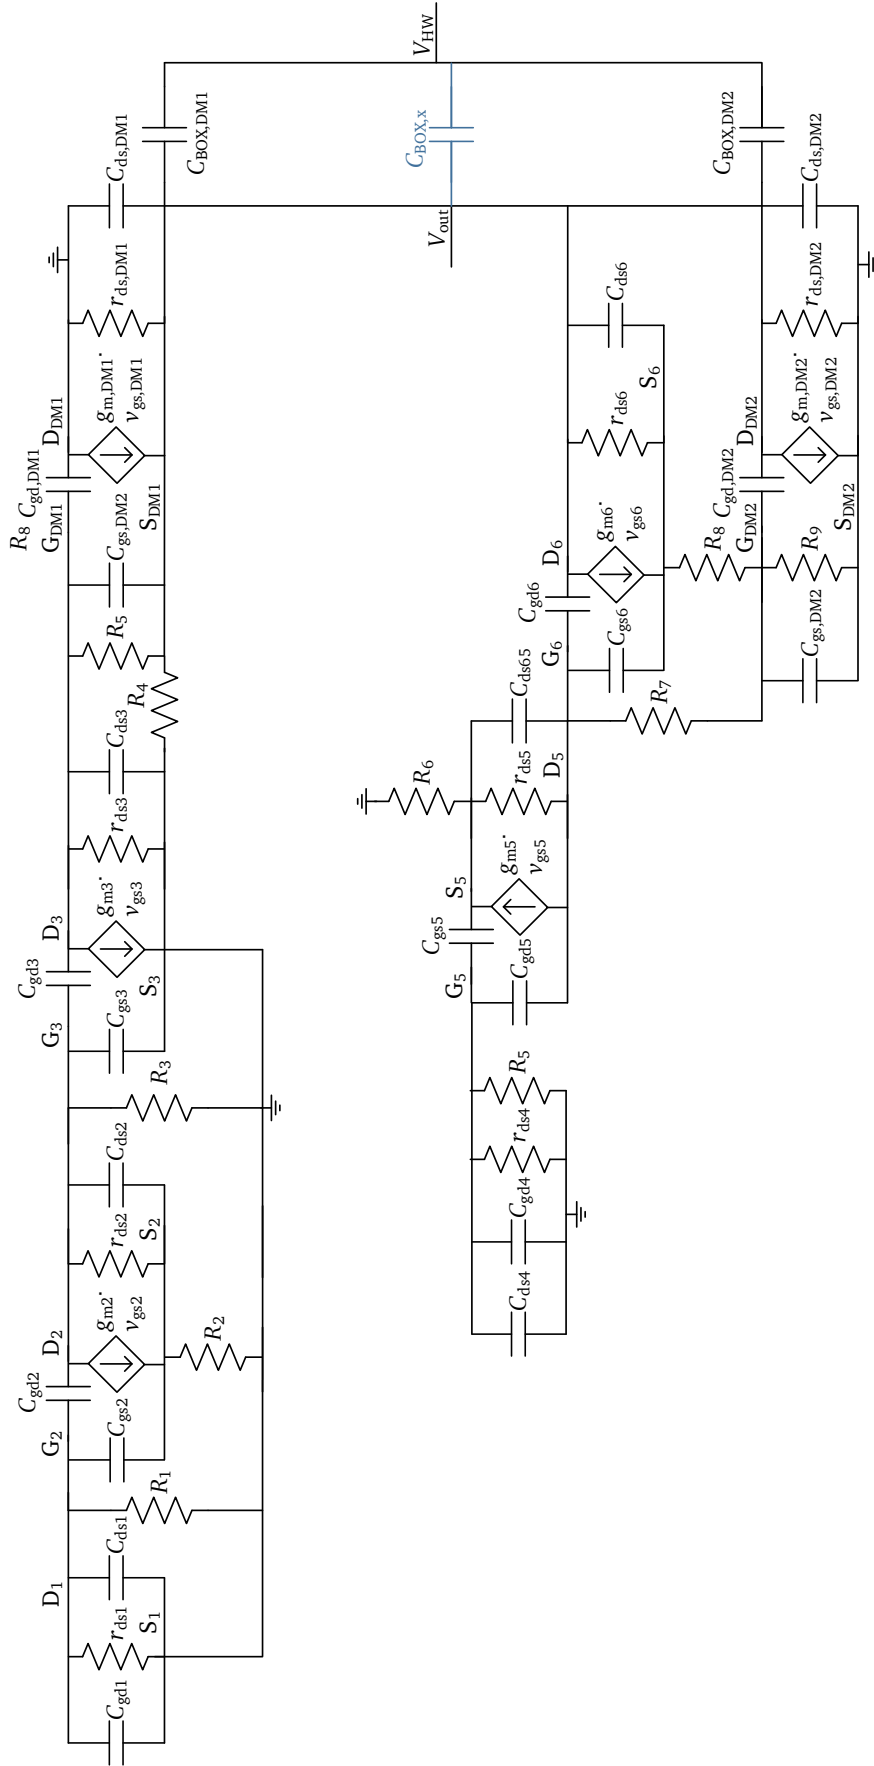 V_HW
C_BOX,DM1
C_BOX,x
C_BOX,DM2
C_ds,DM1
C_ds,DM2
V_out
r_ds,DM1
r_ds,DM2
C_ds6
g_m,DM1·
v_gs,DM1
S_6
r_ds6
g_m,DM2·
v_gs,DM2
D_DM1
D_DM2
R_8 C_gd,DM1
G_DM1
C_gs,DM2
S_DM1
g_m6·
v_gs6
D_6
C_gd6
R_8 C_gd,DM2
G_DM2
S_DM2
R_9
R_5
G_6
C_gs6
C_gs,DM2
R_4
C_ds65
R_7
C_ds3
R_6
r_ds5
D_5
r_ds3
g_m3·
v_gs3
S_5
g_m5·
v_gs5
D_3
C_gd3
S_3
C_gs5
G_5
C_gd5
G_3
C_gs3
R_3
R_5
C_ds2
r_ds4
r_ds2
S_2
C_gd4
g_m2·
v_gs2
C_ds4
D_2
R_2
C_gd2
G_2
C_gs2
R_1
C_ds1
D_1
r_ds1
S_1
C_gd1